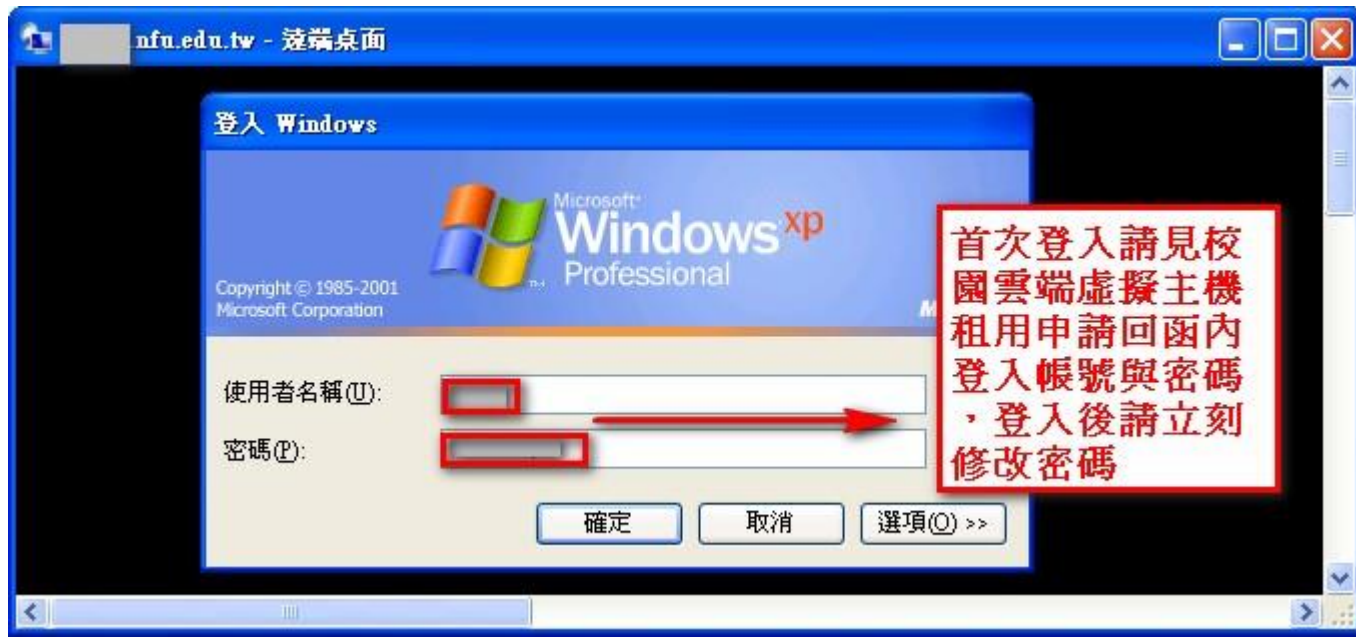 nfu.edu.tw - 遠端桌面
登入 Windows
Microsoft®
Windows xp
Professional
Copyright © 1985-2001
Microsoft Corporation
首次登入請見校
園雲端虛擬主機
租用申請回函內
登入帳號與密碼
，登入後請立刻
修改密碼
使用者名稱(U):
密碼(P):
確定
取消
選項(O) >>